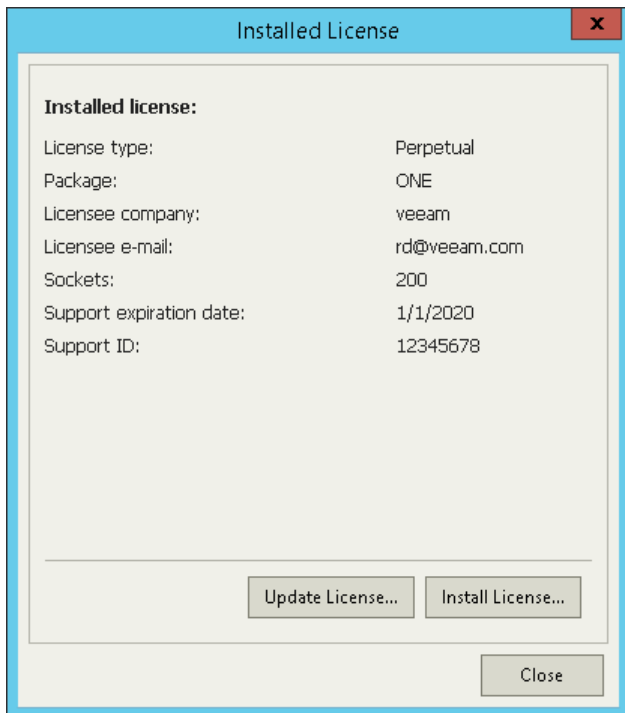 Installed License
x
Installed license:
License type: Perpetual
Package: ONE
Licensee company: veeam
Licensee e-mail: rd@veeam.com
Sockets: 200
Support expiration date: 1/1/2020
Support ID: 12345678
Update License... Install License...
Close